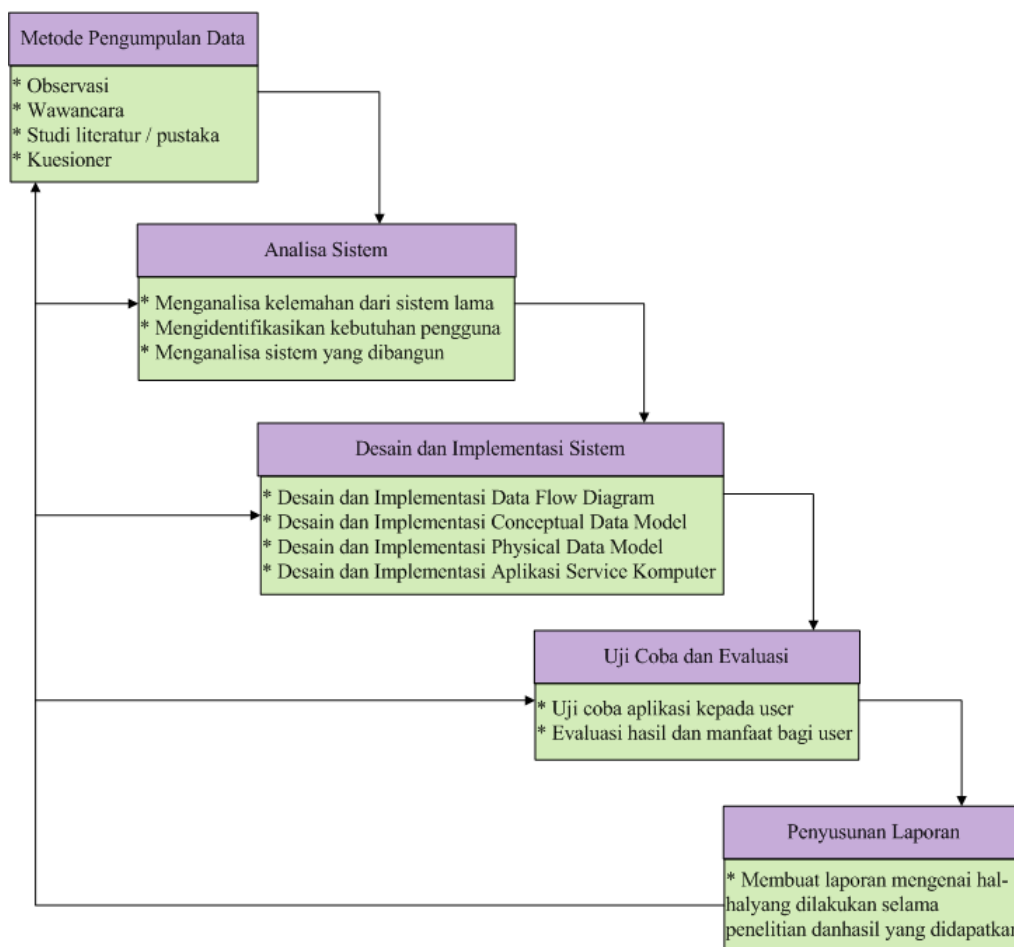 Metode Pengumpulan Data
* Observasi
* Wawancara
* Studi literatur / pustaka
* Kuesioner
Analisa Sistem
* Menganalisa kelemahan dari sistem lama
* Mengidentifikasikan kebutuhan pengguna
* Menganalisa sistem yang dibangun
Desain dan Implementasi Sistem
* Desain dan Implementasi Data Flow Diagram
* Desain dan Implementasi Conceptual Data Model
* Desain dan Implementasi Physical Data Model
* Desain dan Implementasi Aplikasi Service Komputer
Uji Coba dan Evaluasi
* Uji coba aplikasi kepada user
* Evaluasi hasil dan manfaat bagi user
Penyusunan Laporan
* Membuat laporan mengenai hal-
halyang dilakukan selama
penelitian danhasil yang didapatkan